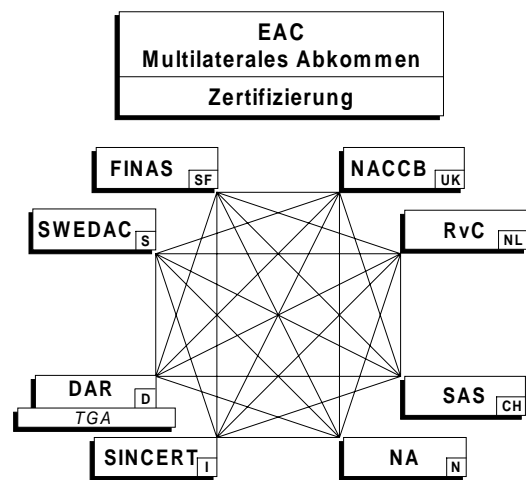 EAC
Multilaterales Abkommen
Zertifizierung
FINAS SF
NACCB UK
SWEDAC S
RvC NL
DAR D
TGA
SAS CH
SINCERT I
NA N